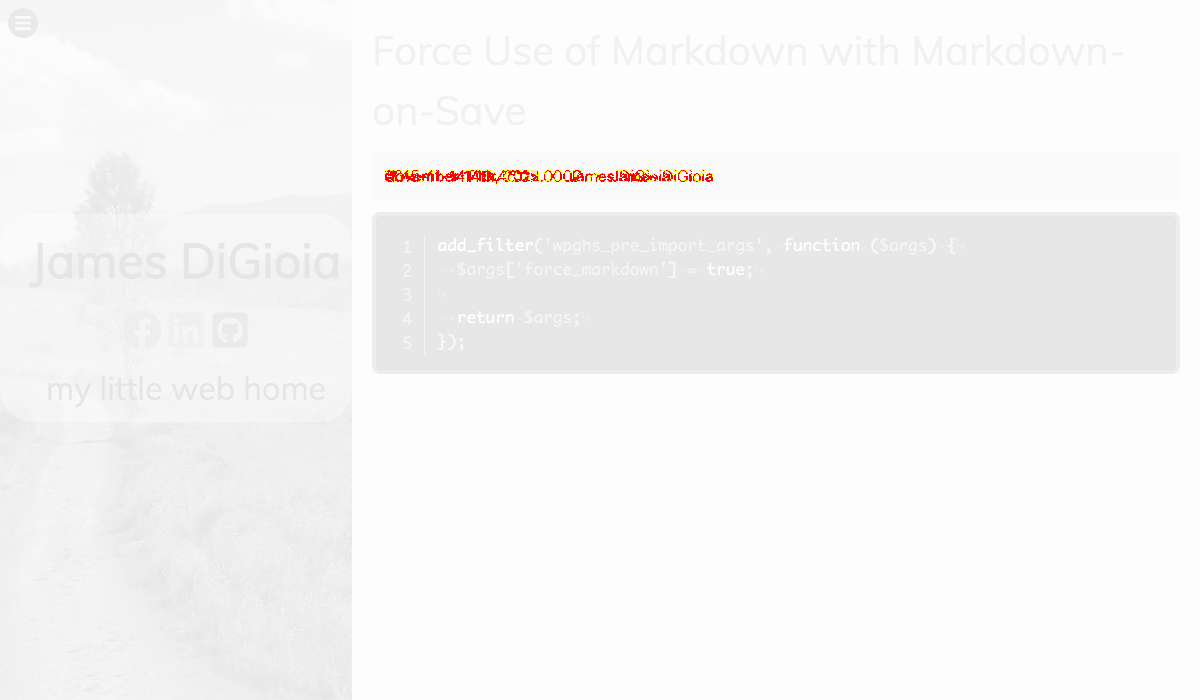 Force Use of Markdown with Markdown-
on-Save
James DiGioia
my little web home
1 add_filter('wpghs_pre_import_args', function ($args) {
2 $args['force_markdown'] = true;
3
4 return $args;
5 });